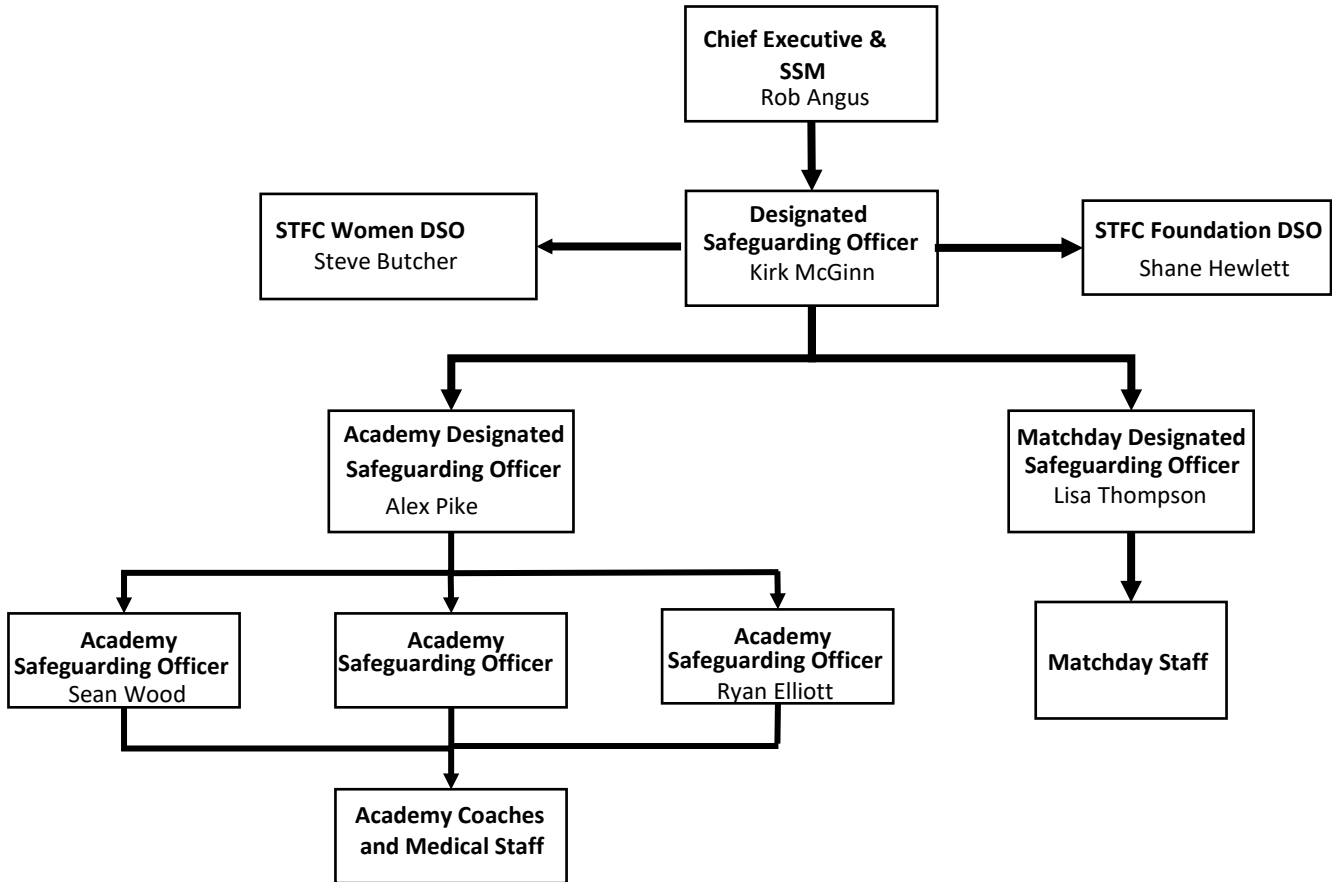 Chief Executive &
SSM
Rob Angus
STFC Women DSO
Steve Butcher
Designated
Safeguarding Officer
Kirk McGinn
STFC Foundation DSO
Shane Hewlett
Academy Designated
Safeguarding Officer
Alex Pike
Matchday Designated
Safeguarding Officer
Lisa Thompson
Academy
Safeguarding Officer
Sean Wood
Academy
Safeguarding Officer
Academy
Safeguarding Officer
Ryan Elliott
Matchday Staff
Academy Coaches
and Medical Staff